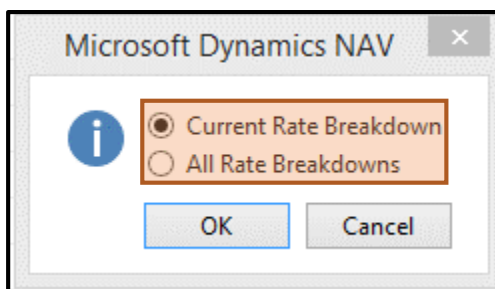 Microsoft Dynamics NAV
Current Rate Breakdown
All Rate Breakdowns
OK Cancel